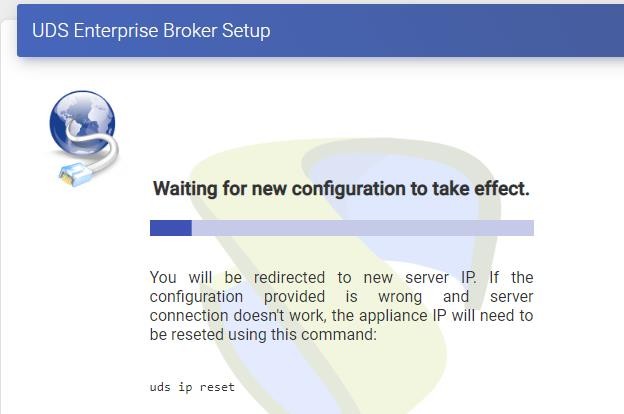 UDS Enterprise Broker Setup
Waiting for new configuration to take effect.
You will be redirected to new server IP. If the
configuration provided is wrong and server
connection doesn't work, the appliance IP will need to
be reseted using this command:
uds ip reset